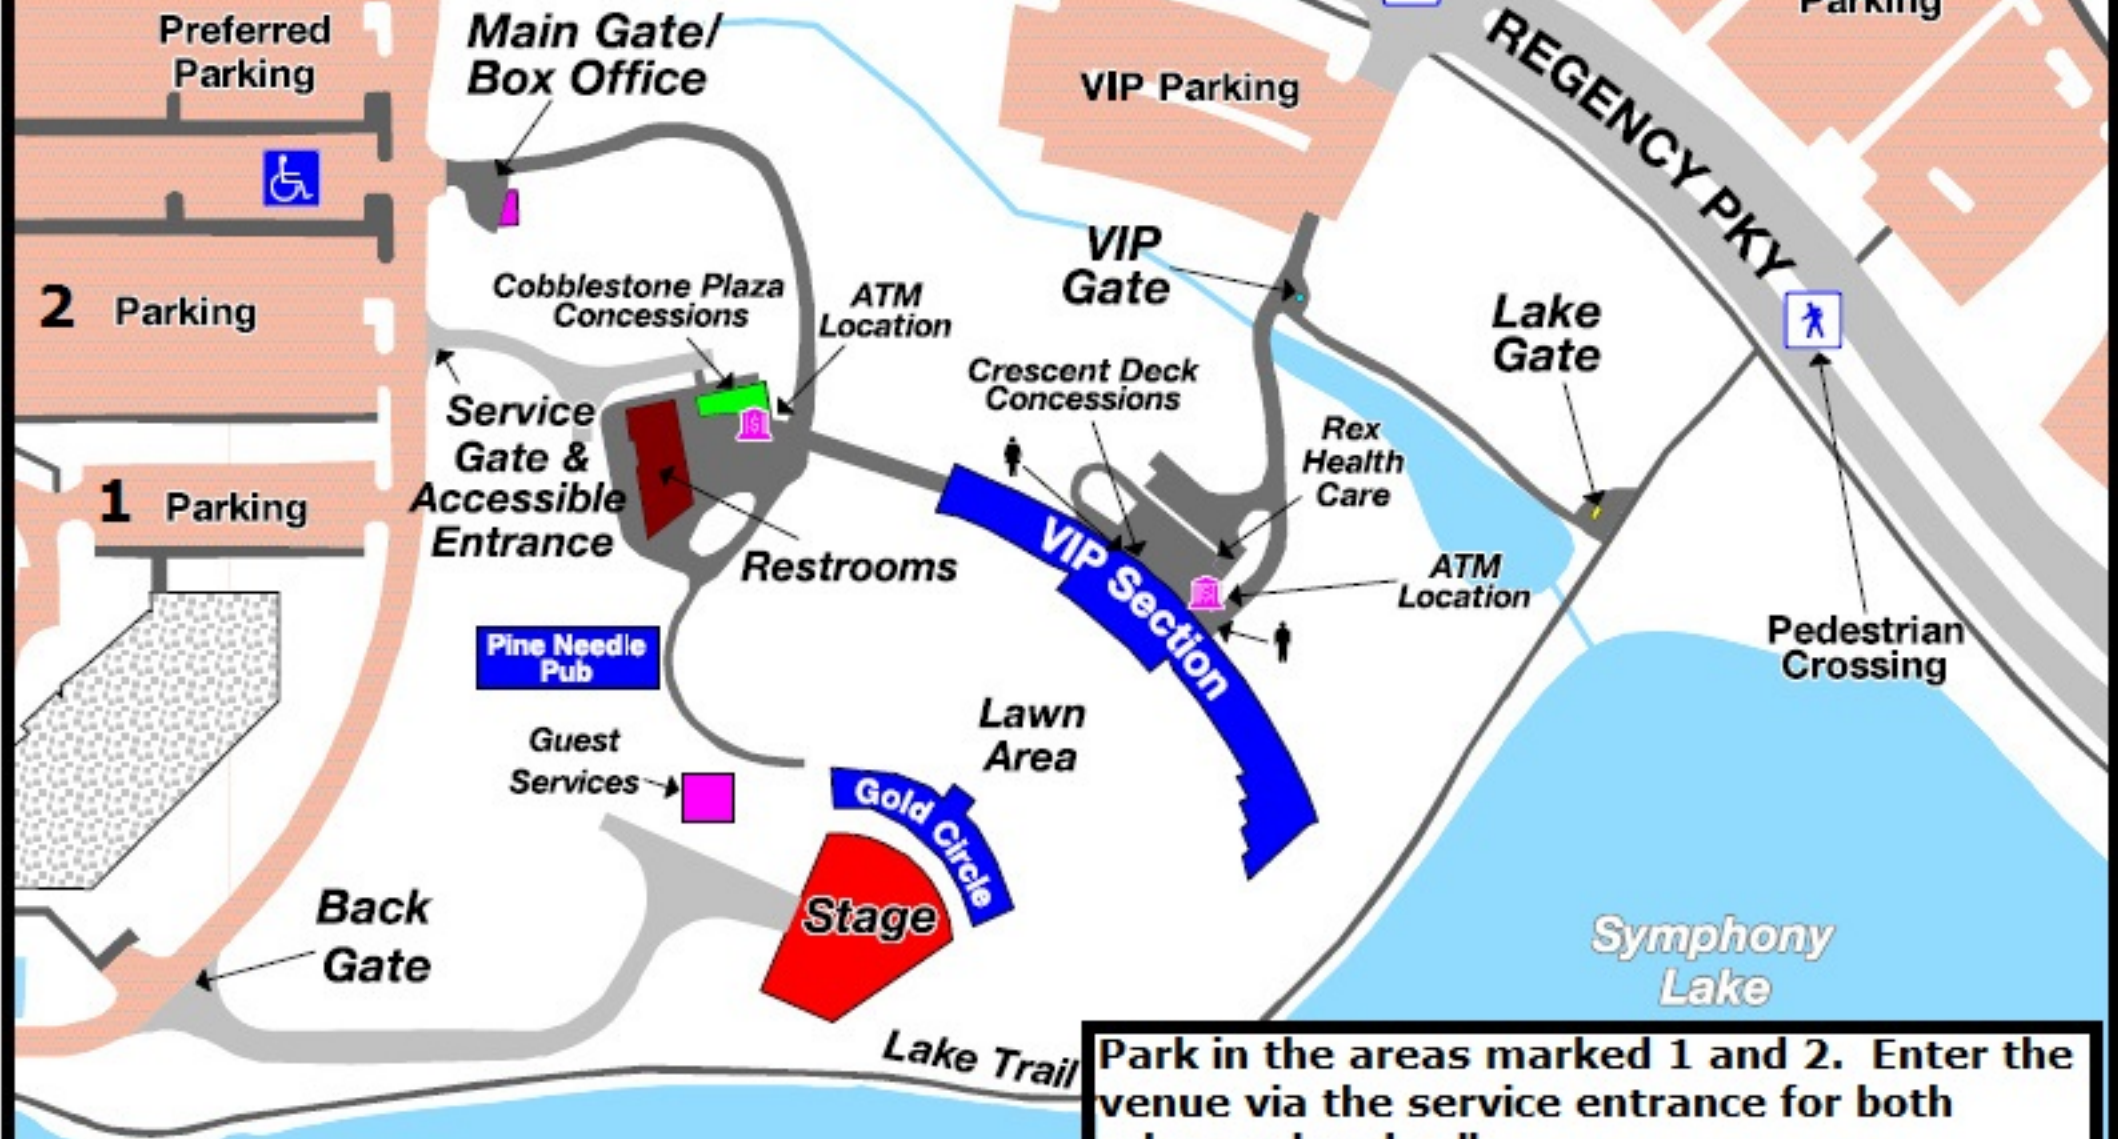 Preferred
Parking
Main Gate/
Box Office
VIP Parking
Parking
REGENCY PKY
2 Parking
Cobblestone Plaza
Concessions
ATM
Location
VIP
Gate
Lake
Gate
Crescent Deck
Concessions
Service
Gate &
Accessible
Entrance
Rex
Health
Care
1 Parking
Restrooms
VIP Section
ATM
Location
Pine Needle
Pub
Pedestrian
Crossing
Lawn
Area
Guest
Services
Gold Circle
Stage
Back
Gate
Symphony
Lake
Lake Trail
Park in the areas marked 1 and 2. Enter the
venue via the service entrance for both